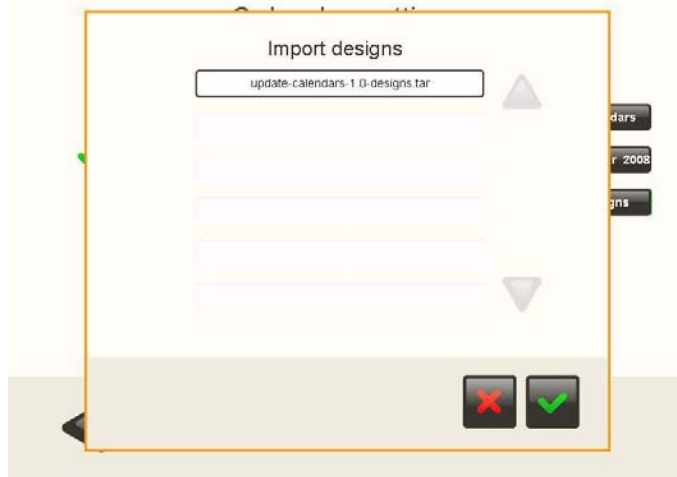 Import designs
update-calendars-1.0-designs.tar
dars
r 2008
gns